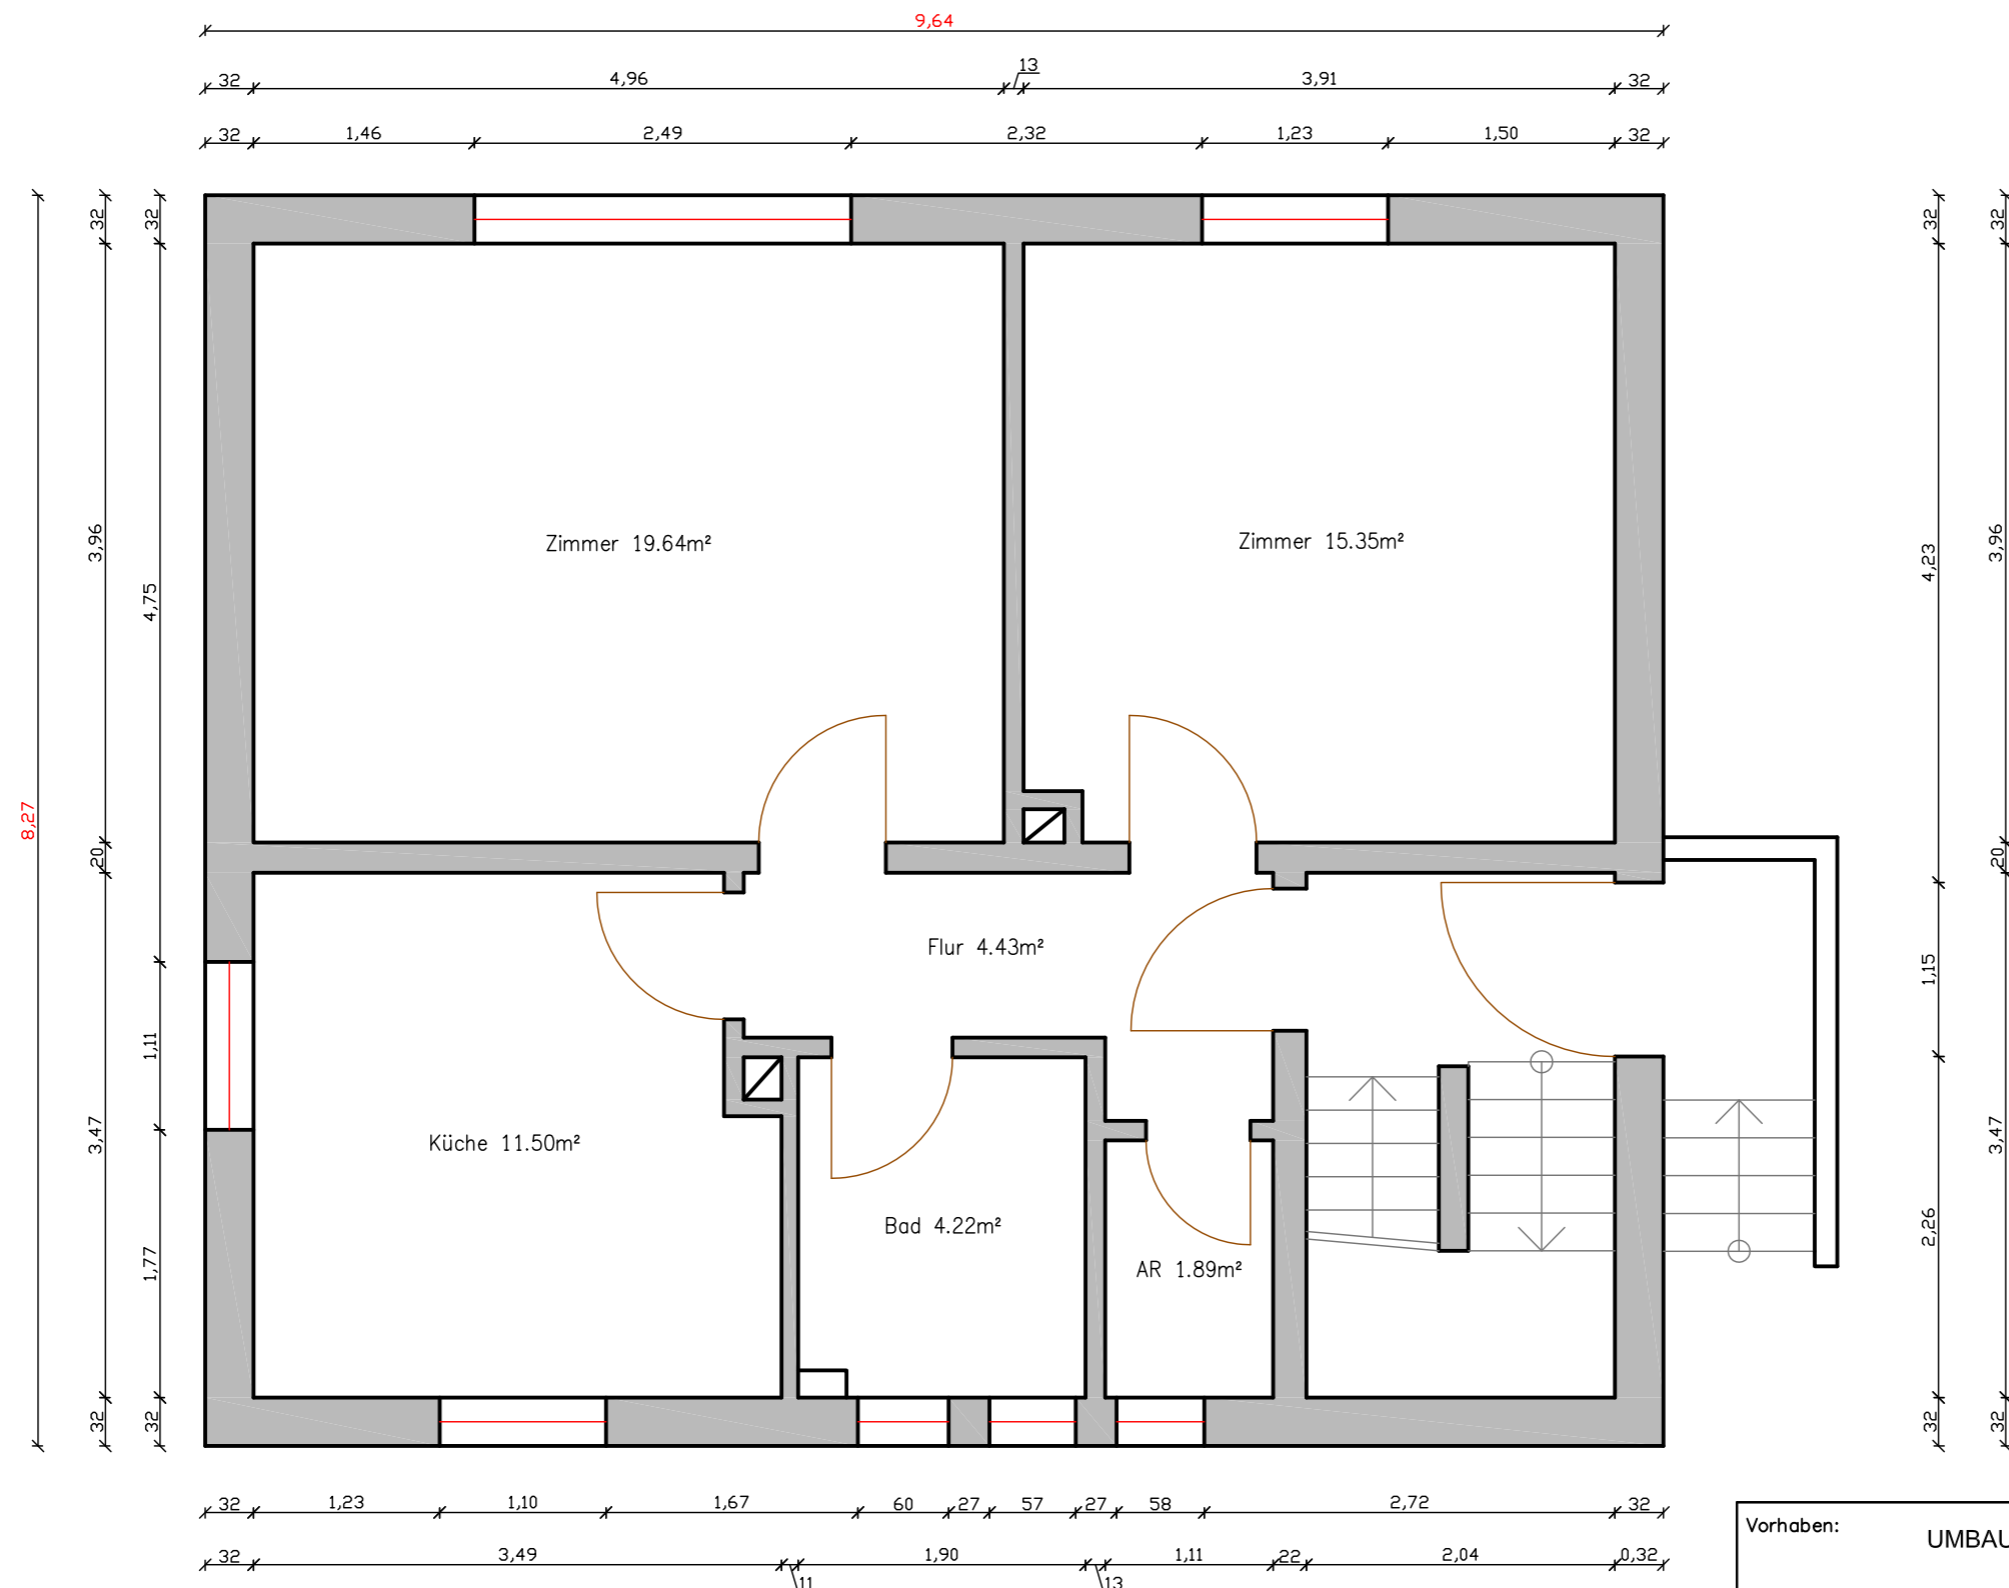 9,64
32 4,96 13 3,91 32
32 1,46 2,49 2,32 1,23 1,50 32
8,27
32 3,96 20 3,47 32
32 4,75 1,11 1,77 32
Zimmer 19.64m²
Zimmer 15.35m²
Flur 4.43m²
Küche 11.50m²
Bad 4.22m²
AR 1.89m²
32 4,23 1,15 2,26 32
32 3,96 20 3,47 32
32 1,23 1,10 1,67 60 27 57 27 58 2,72 32
32 3,49 11 1,90 13 1,11 22 2,04 0,32
Vorhaben: UMBAU